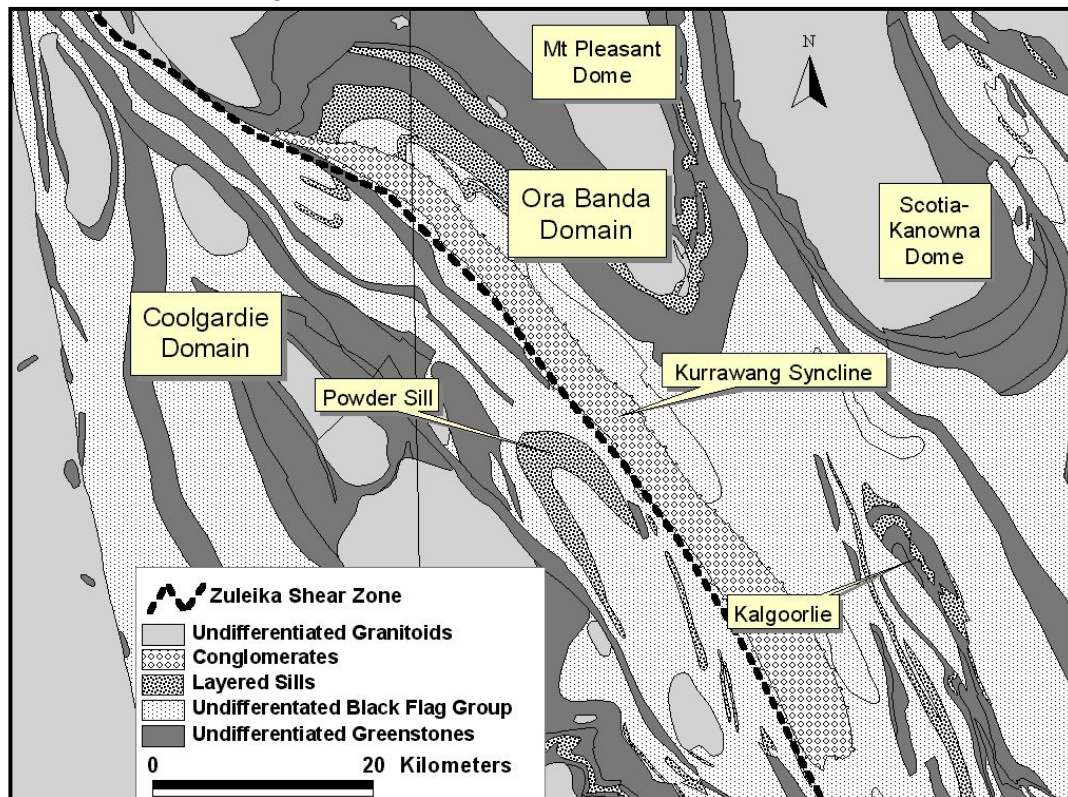 Mt Pleasant
Dome
N
Ora Banda
Domain
Scotia-
Kanowna
Dome
Coolgardie
Domain
Kurrawang Syncline
Powder Sill
Kalgoorlie
Zuleika Shear Zone
Undifferentiated Granitoids
Conglomerates
Layered Sills
Undifferentated Black Flag Group
Undifferentiated Greenstones
0 20 Kilometers